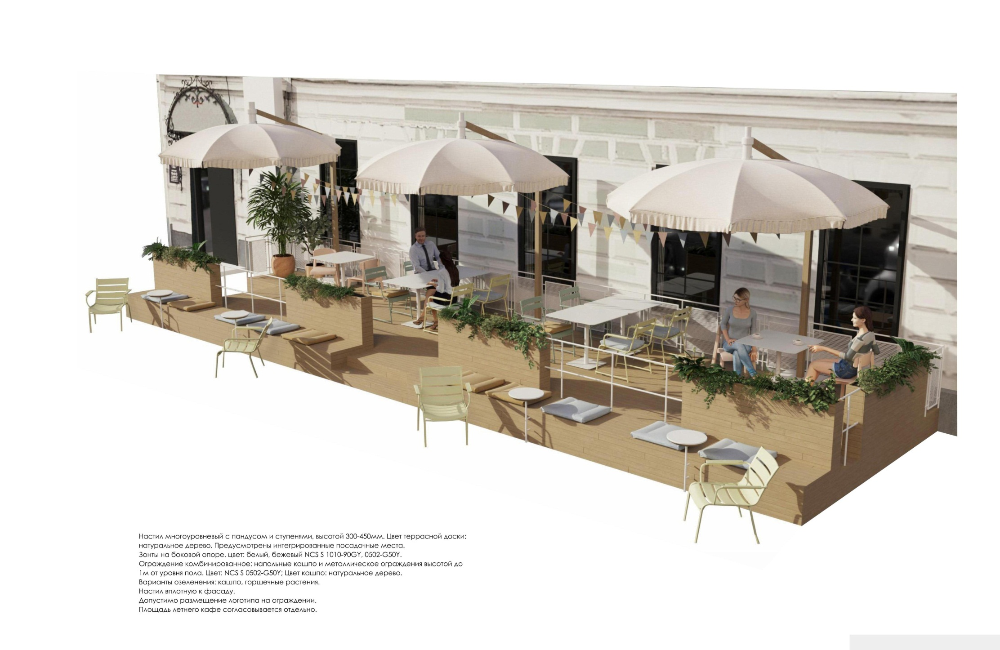 Настил многоуровневый с пандусом и ступенями, высотой 300-450мм. Цвет террасной доски:
натуральное дерево. Предусмотрены интегрированные посадочные места.
Зонты на боковой опоре. цвет: белый, бежевый NCS S 1010-90GY, 0502-G50Y.
Ограждение комбинированное: напольные кашпо и металлическое ограждения высотой до
1м от уровня пола. Цвет: NCS S 0502-G50Y; Цвет кашпо: натуральное дерево.
Варианты озеленения: кашпо, горшечные растения.
Настил вплотную к фасаду.
Допустимо размещение логотипа на ограждении.
Площадь летнего кафе согласовывается отдельно.